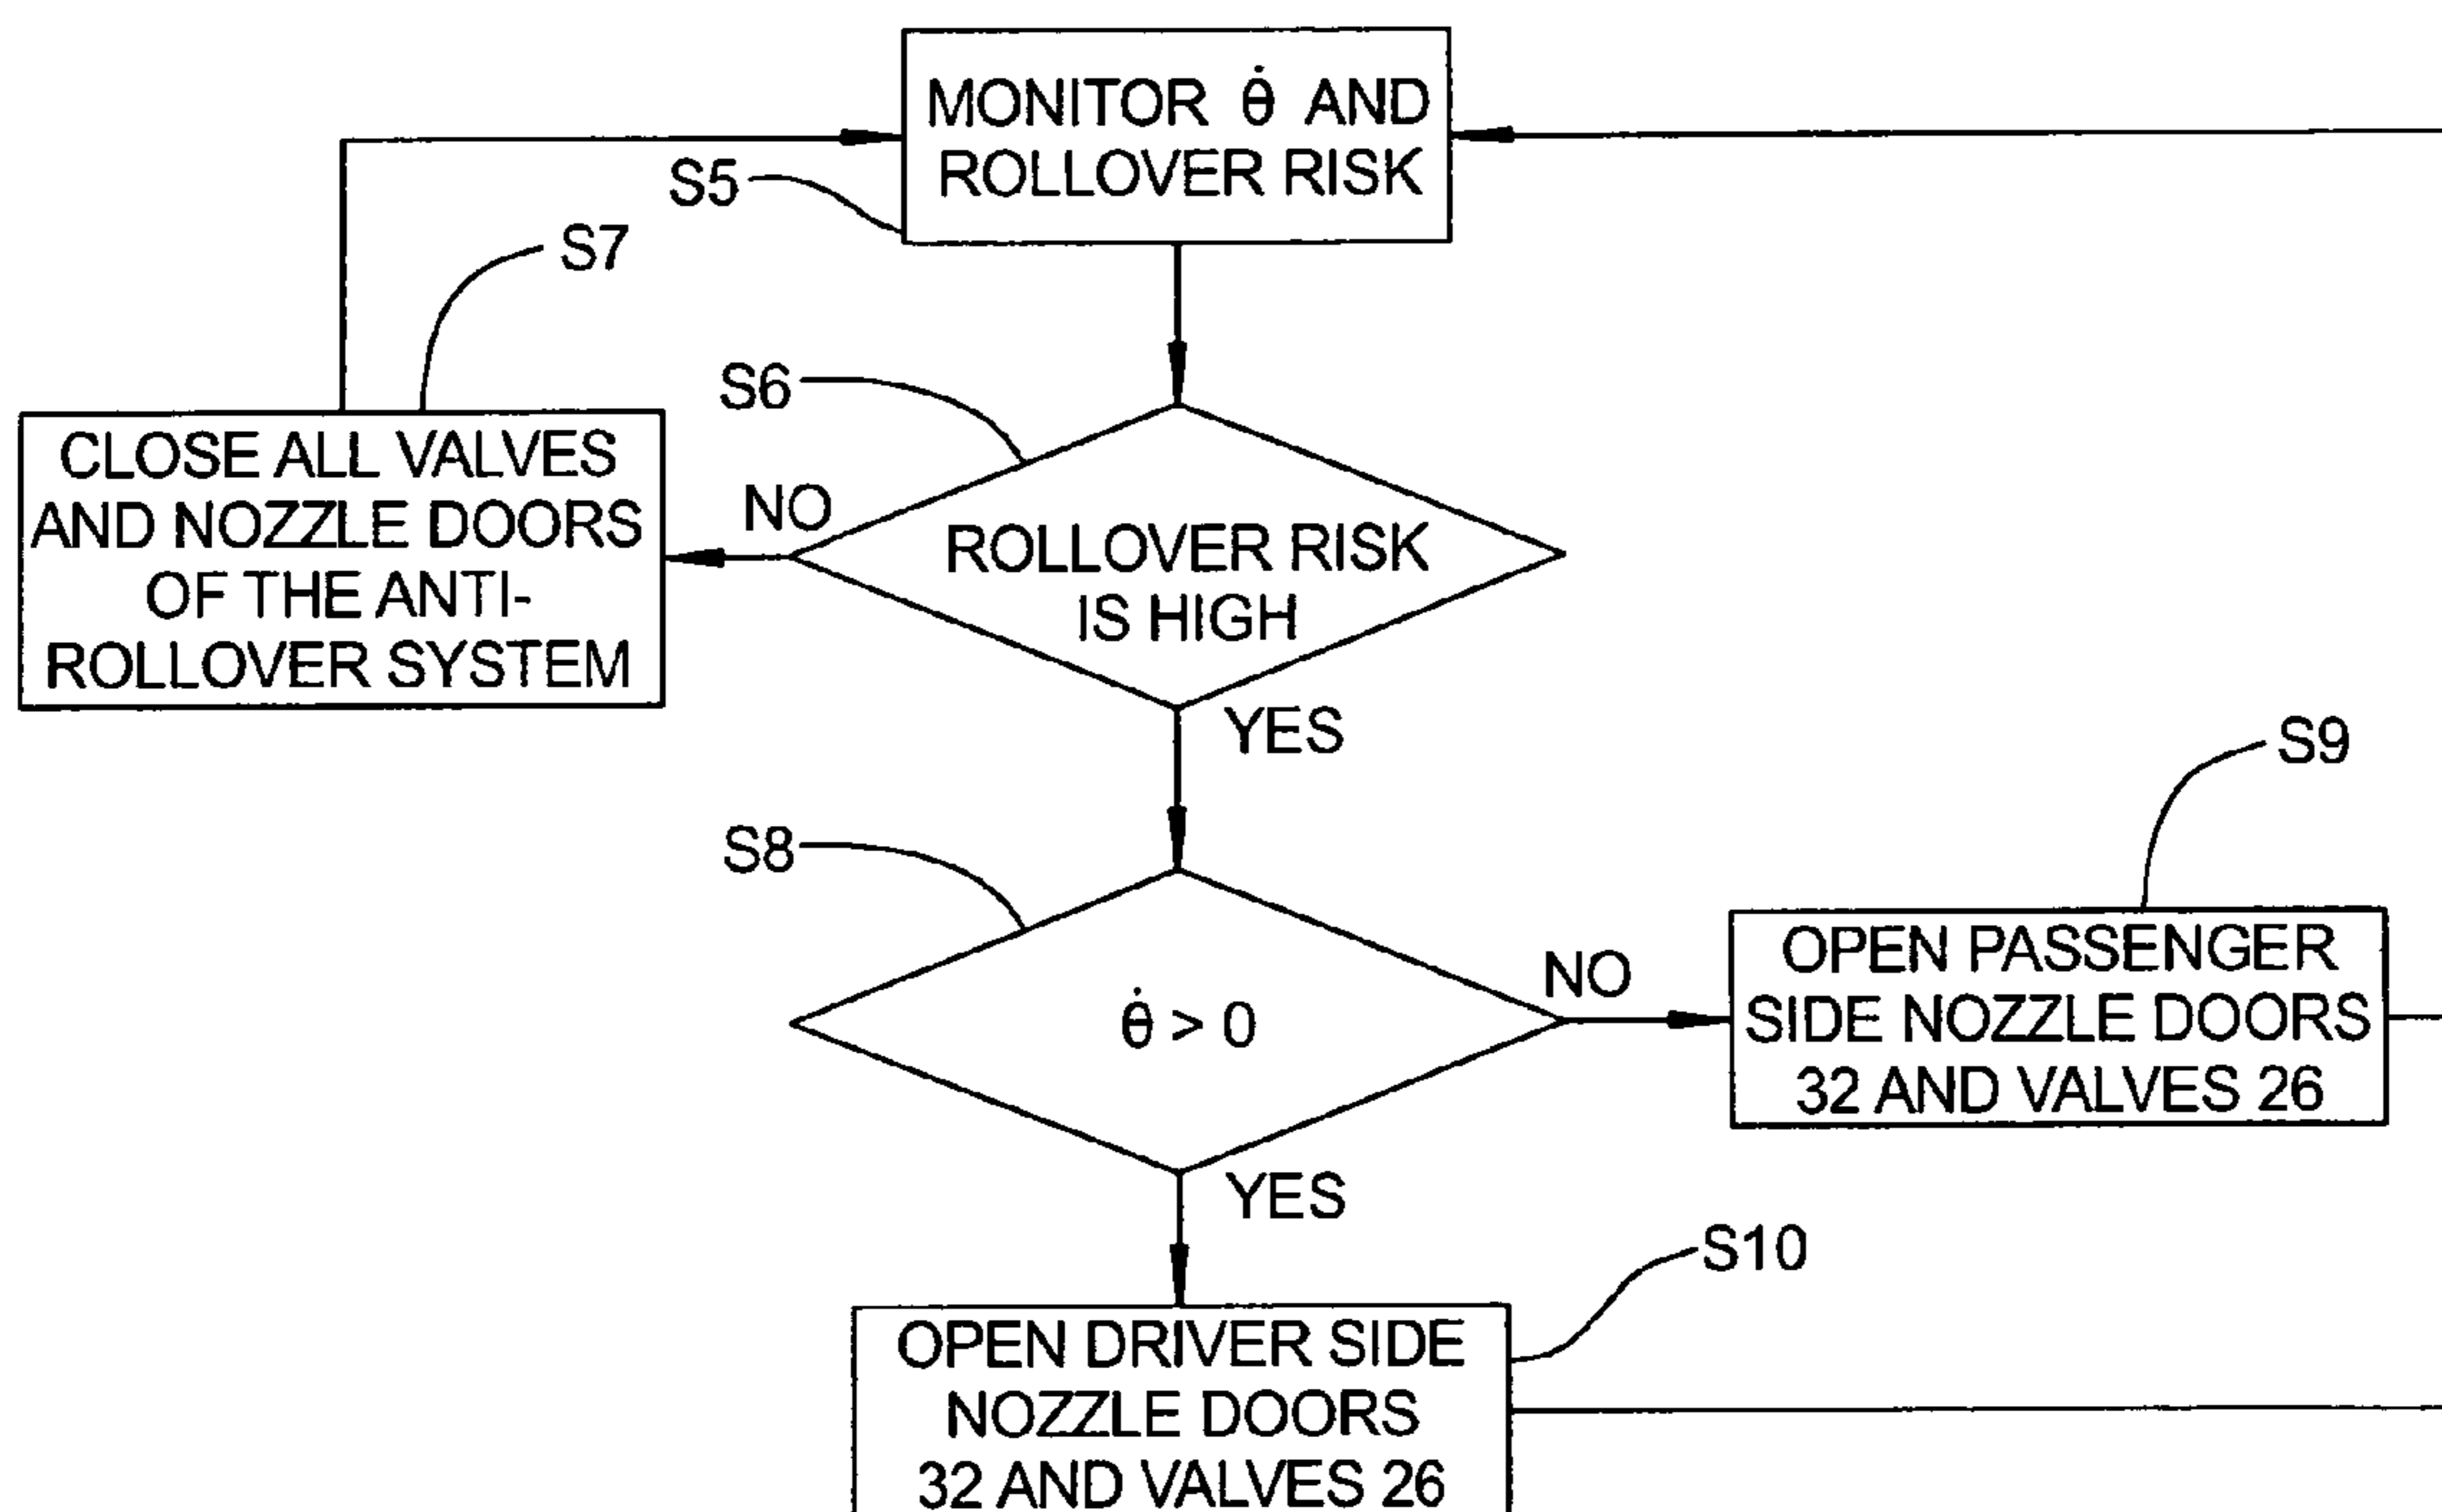 MONITOR θ̇ AND
ROLLOVER RISK
S5
S7
S6
CLOSE ALL VALVES
AND NOZZLE DOORS
OF THE ANTI-
ROLLOVER SYSTEM
NO
ROLLOVER RISK
IS HIGH
YES
S9
S8
θ̇ > 0
NO
OPEN PASSENGER
SIDE NOZZLE DOORS
32 AND VALVES 26
YES
S10
OPEN DRIVER SIDE
NOZZLE DOORS
32 AND VALVES 26